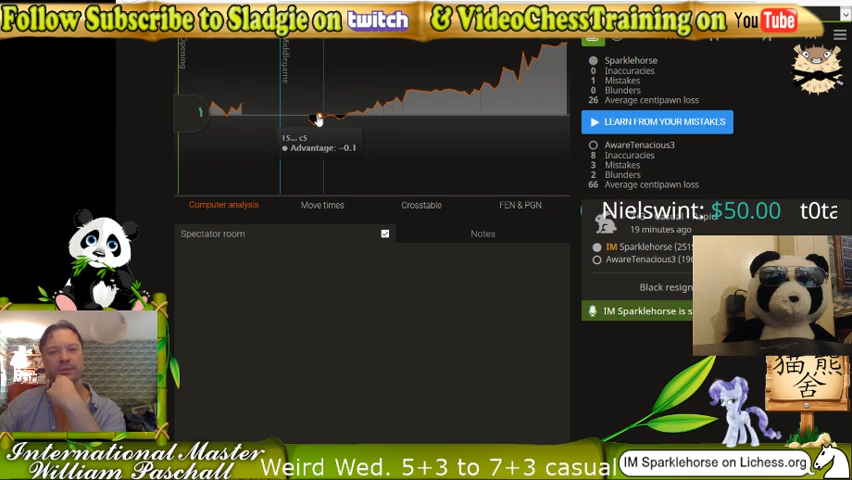 Follow Subscribe to Sladgie on twitch & VideoChessTraining on YouTube
Opening
Middlegame
15... c5
Advantage: −0.1
Computer analysis
Move times
Crosstable
FEN & PGN
Spectator room
Notes
Sparklehorse
0 Inaccuracies
1 Mistakes
0 Blunders
26 Average centipawn loss
LEARN FROM YOUR MISTAKES
AwareTenacious3
8 Inaccuracies
3 Mistakes
2 Blunders
66 Average centipawn loss
Nielswint: $50.00 t0ta
Rapid
19 minutes ago
IM Sparklehorse (251
AwareTenacious3 (196
Black resign
IM Sparklehorse is s
猫熊
舍
International Master
William Paschall
Weird Wed. 5+3 to 7+3 casual
IM Sparklehorse on Lichess.org